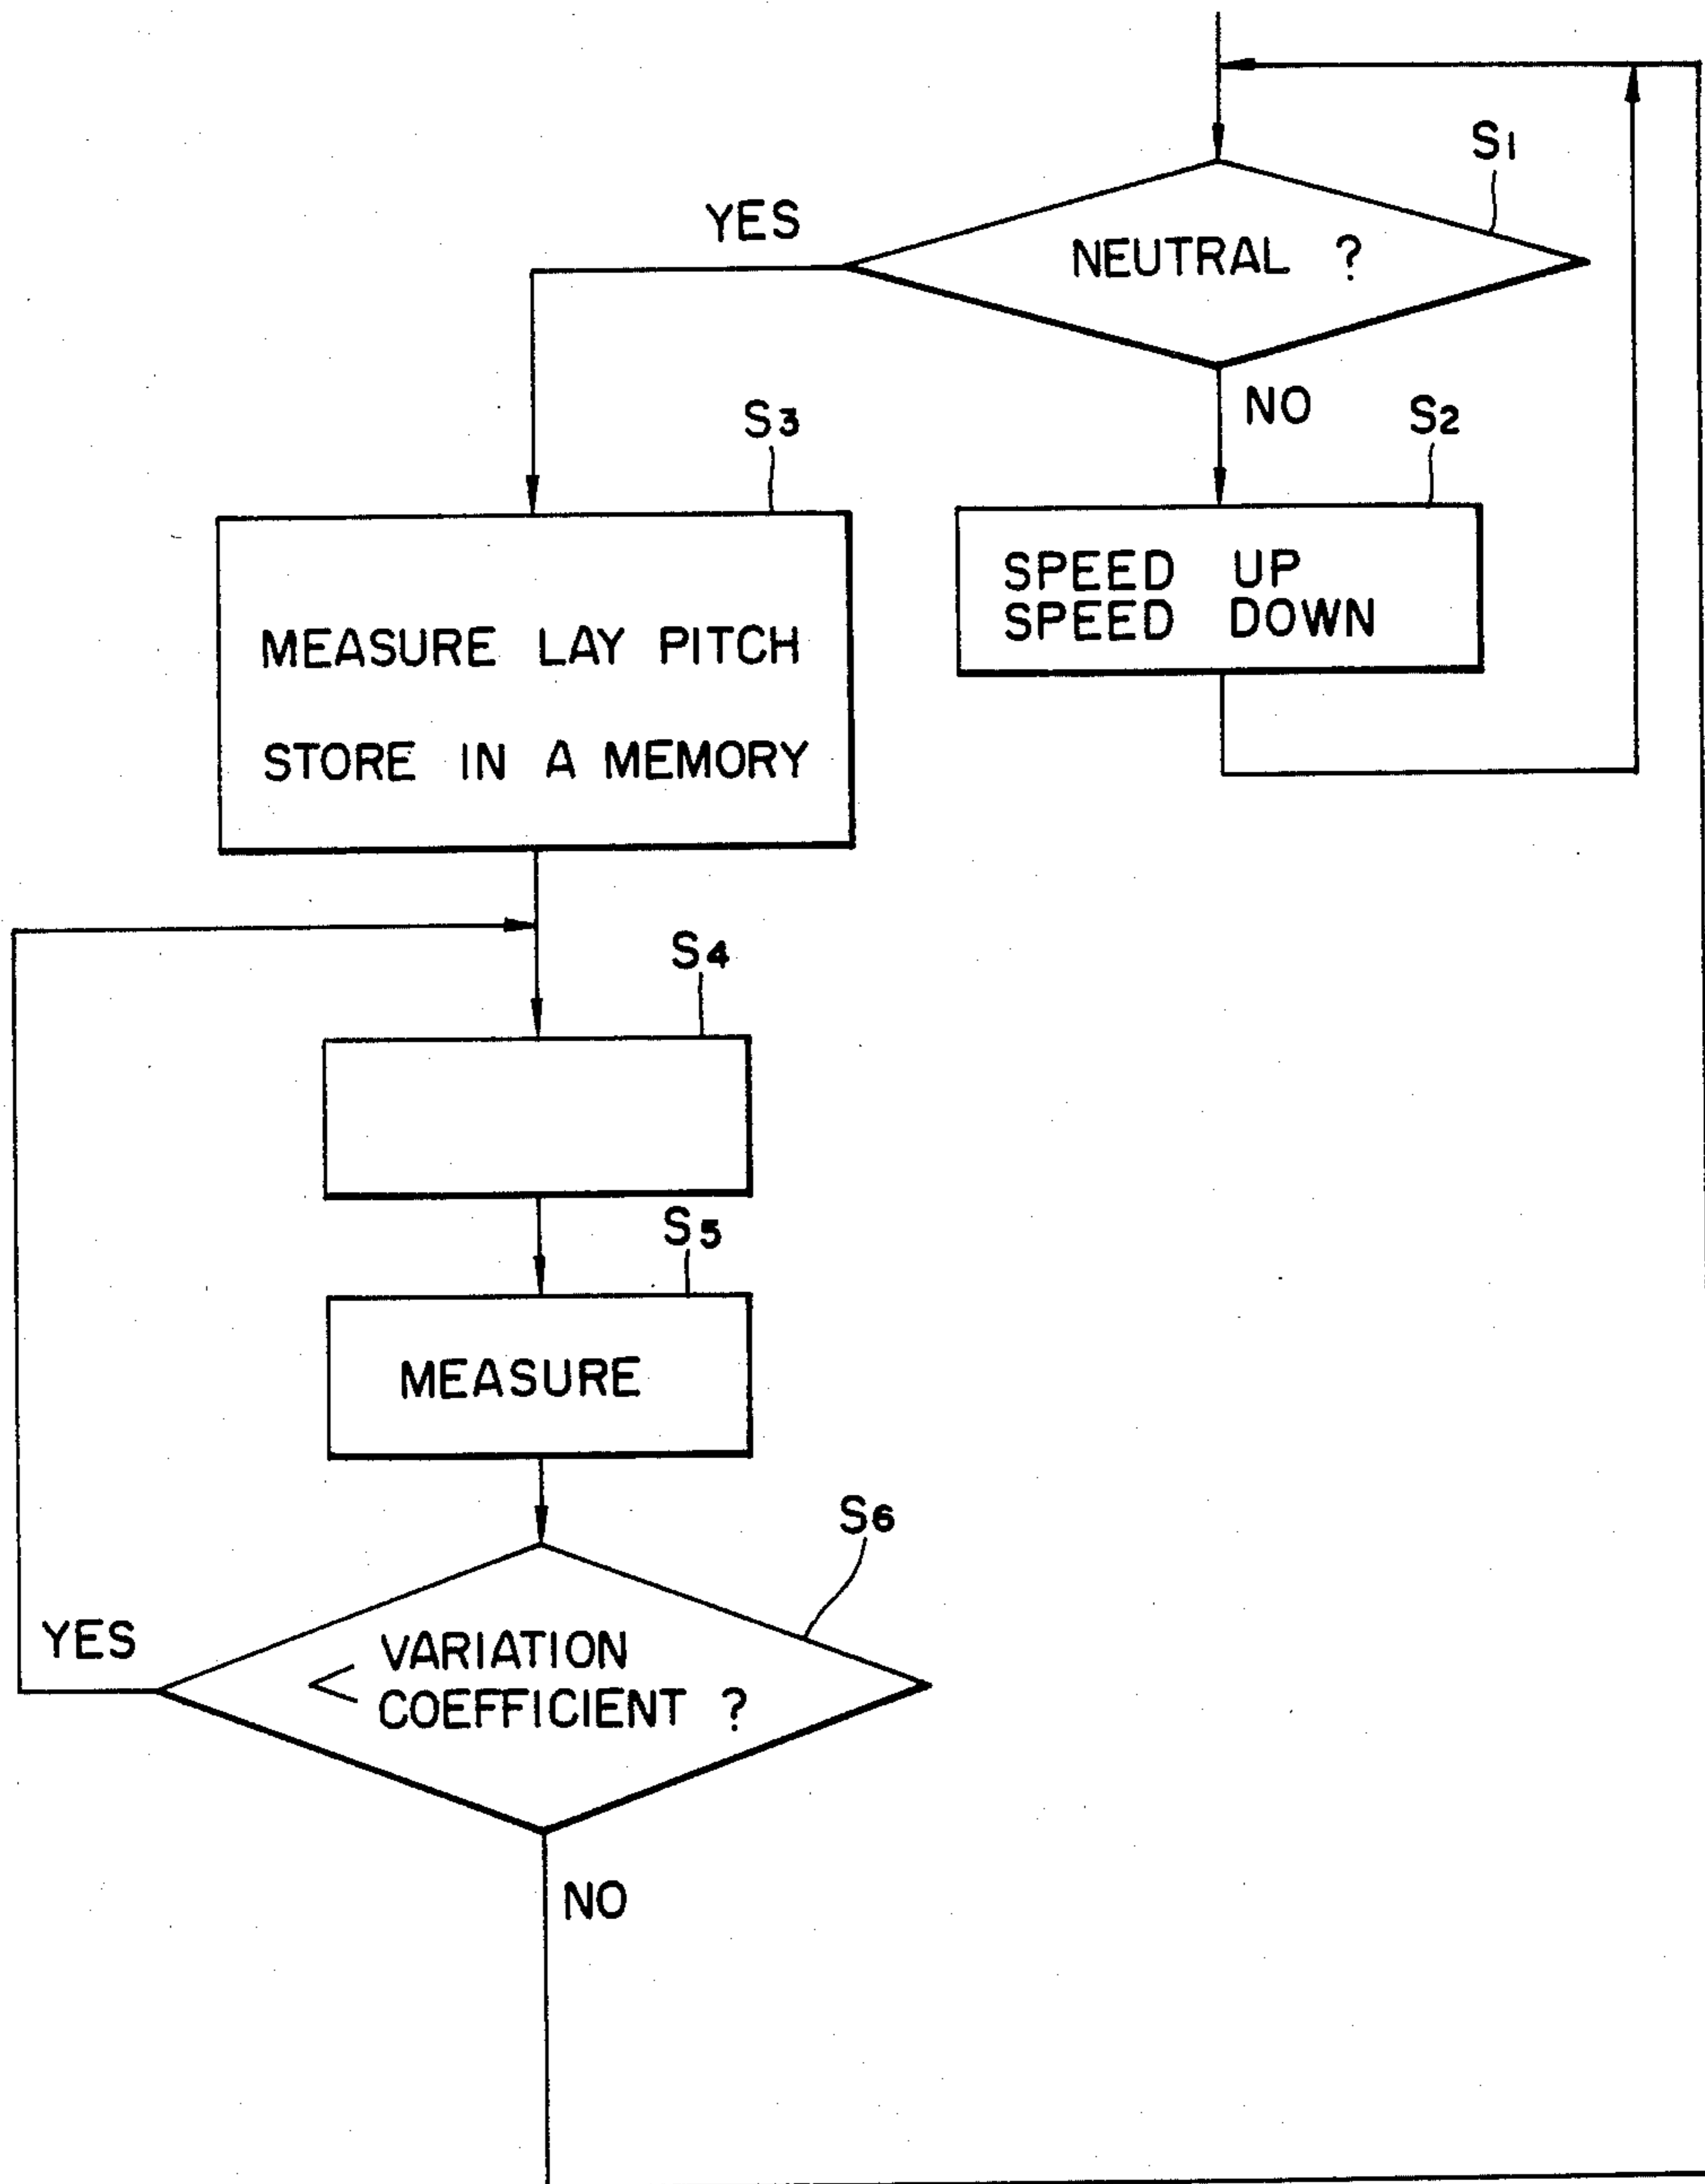 S1
YES
NEUTRAL ?
NO
S2
S3
SPEED UP
SPEED DOWN
MEASURE LAY PITCH
STORE IN A MEMORY
S4
S5
MEASURE
S6
YES
< VARIATION
COEFFICIENT ?
NO